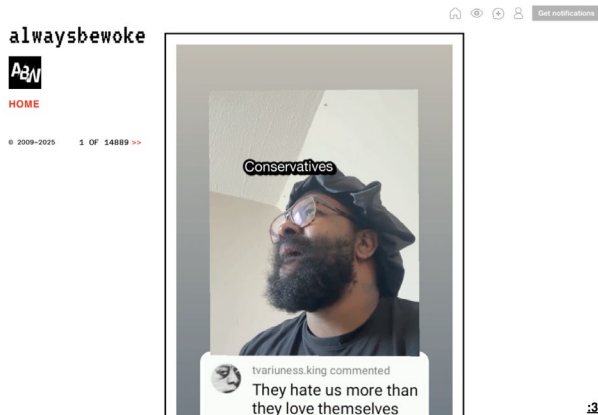 Get notifications
alwaysbewoke
ABW
HOME
© 2009–2025 1 OF 14889 >>
Conservatives
tvariuness.king commented
They hate us more than
they love themselves
:3